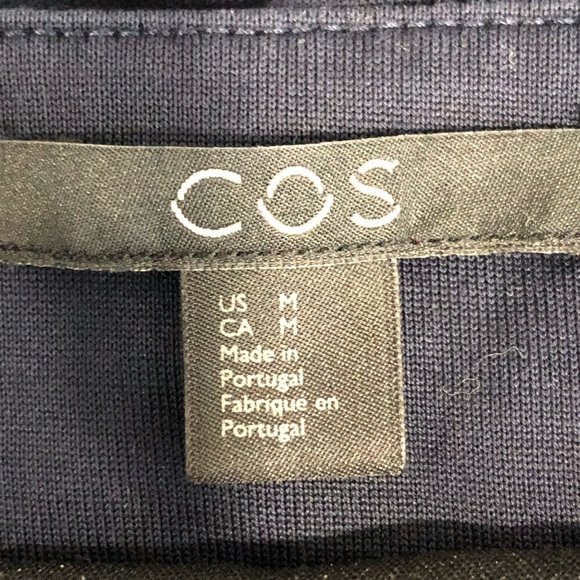 COS
US M
CA M
Made in
Portugal
Fabrique en
Portugal